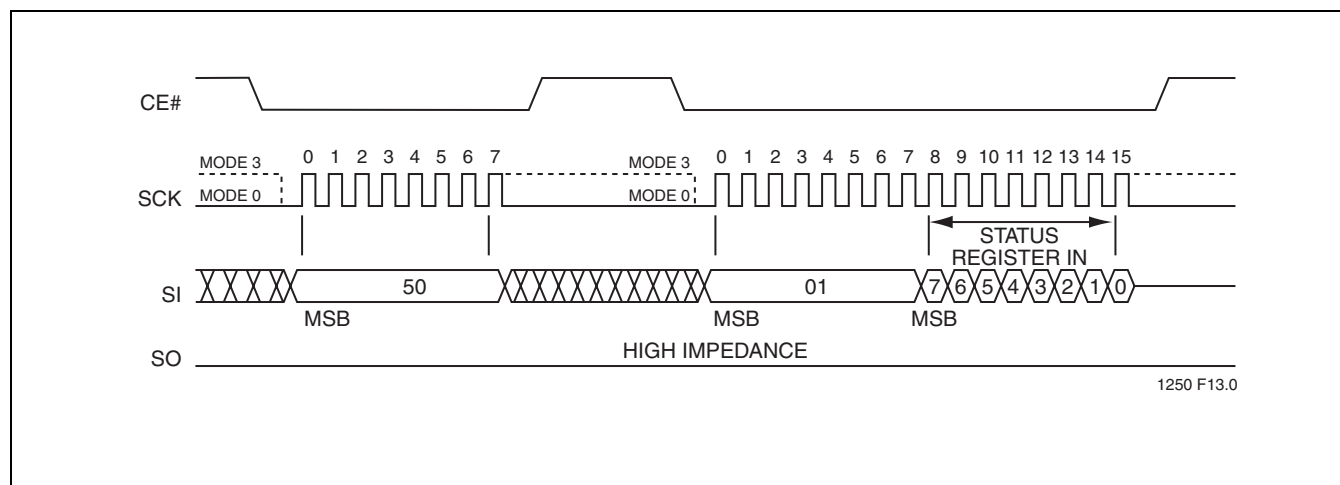 CE#
MODE 3 0 1 2 3 4 5 6 7 MODE 3 0 1 2 3 4 5 6 7 8 9 10 11 12 13 14 15
SCK MODE 0 MODE 0
STATUS
REGISTER IN
SI 50 01 7 6 5 4 3 2 1 0
MSB MSB MSB
SO HIGH IMPEDANCE
1250 F13.0